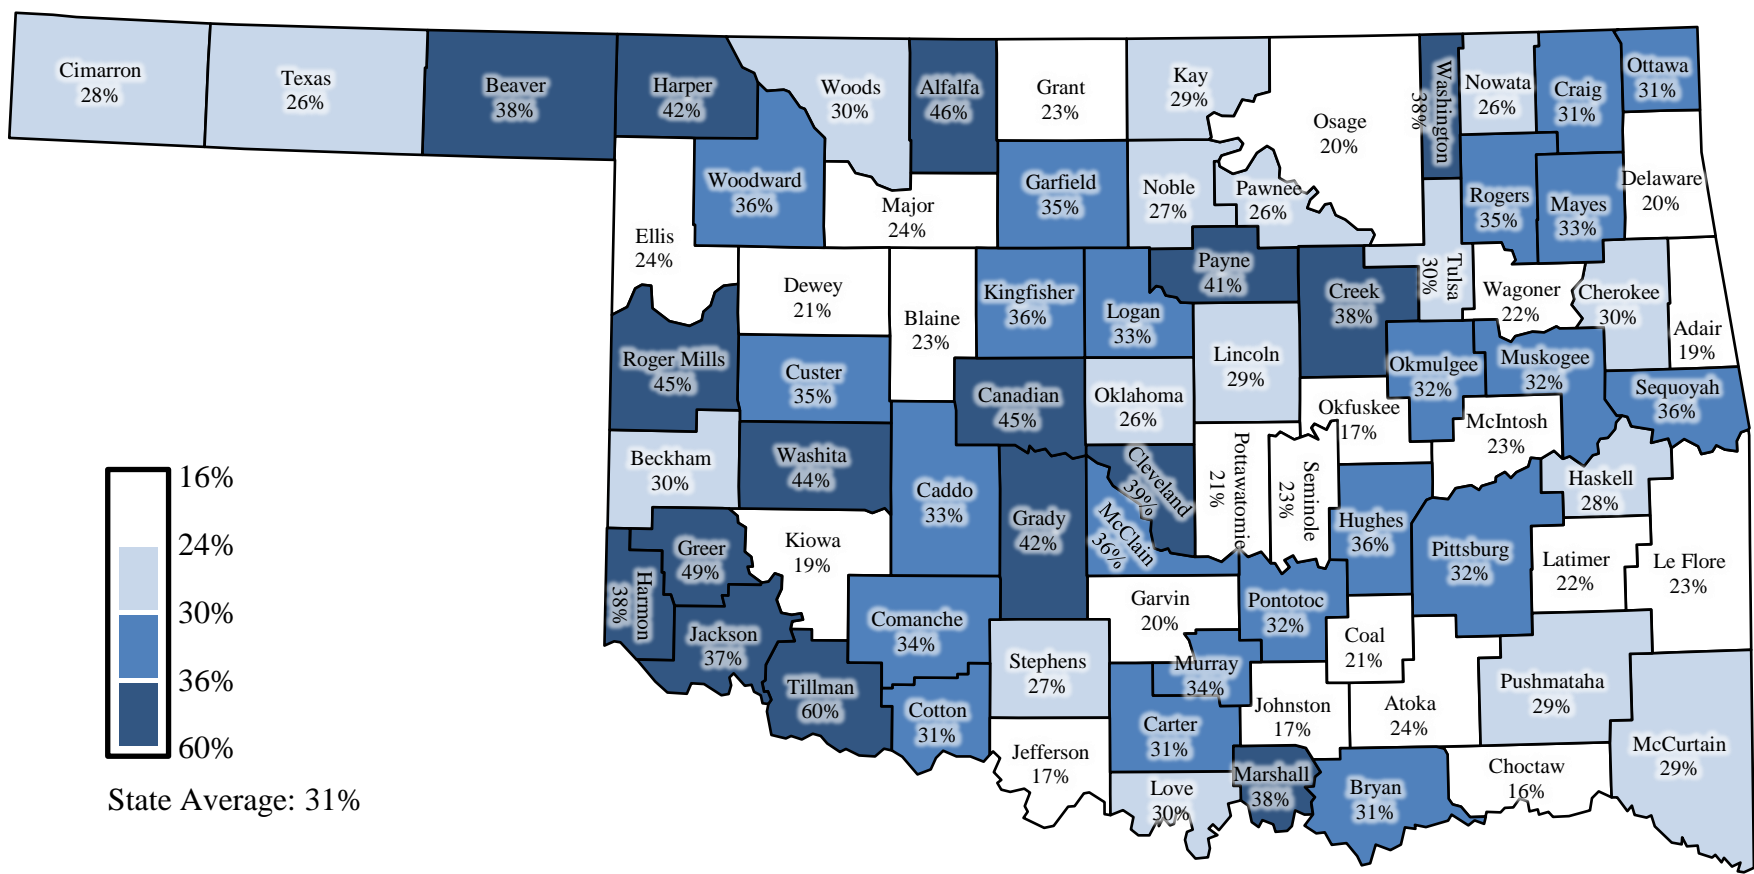 Cimarron
28%
Texas
26%
Beaver
38%
Harper
42%
Woods
30%
Alfalfa
46%
Grant
23%
Kay
29%
Osage
20%
Washington
38%
Nowata
26%
Craig
31%
Ottawa
31%
Woodward
36%
Major
24%
Garfield
35%
Noble
27%
Pawnee
26%
Rogers
35%
Mayes
33%
Delaware
20%
Ellis
24%
Dewey
21%
Blaine
23%
Kingfisher
36%
Logan
33%
Payne
41%
Creek
38%
Tulsa
30%
Wagoner
22%
Cherokee
30%
Adair
19%
Roger Mills
45%
Custer
35%
Canadian
45%
Oklahoma
26%
Lincoln
29%
Okmulgee
32%
Muskogee
32%
Sequoyah
36%
Okfuskee
17%
McIntosh
23%
Beckham
30%
Washita
44%
Caddo
33%
Grady
42%
Cleveland
39%
McClain
36%
Pottawatomie
21%
Seminole
23%
Hughes
36%
Pittsburg
32%
Haskell
28%
Latimer
22%
Le Flore
23%
Harmon
38%
Greer
49%
Kiowa
19%
Jackson
37%
Tillman
60%
Comanche
34%
Cotton
31%
Stephens
27%
Jefferson
17%
Garvin
20%
Murray
34%
Carter
31%
Love
30%
Pontotoc
32%
Coal
21%
Johnston
17%
Atoka
24%
Marshall
38%
Bryan
31%
Pushmataha
29%
Choctaw
16%
McCurtain
29%
16%
24%
30%
36%
60%
State Average: 31%